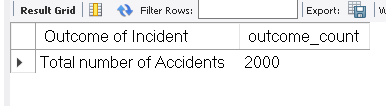 Result Grid Filter Rows: Export:
Outcome of Incident outcome_count
Total number of Accidents 2000